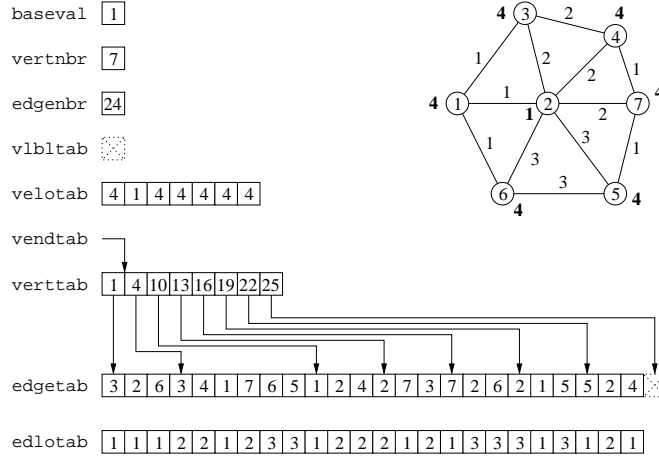 baseval 1
vertnbr 7
edgenbr 24
vlbltab
velotab 4 1 4 4 4 4 4
vendtab
verttab 1 4 10 13 16 19 22 25
edgetab 3 2 6 3 4 1 7 6 5 1 2 4 2 7 3 7 2 6 2 1 5 5 2 4
edlotab 1 1 1 2 2 1 2 3 3 1 2 2 2 1 2 1 3 3 3 1 3 1 2 1
4 3 2 4
4
1 2 2 1
4 1 1 2 2 7 4
1
1 3 3 1
6 3 5 4
4